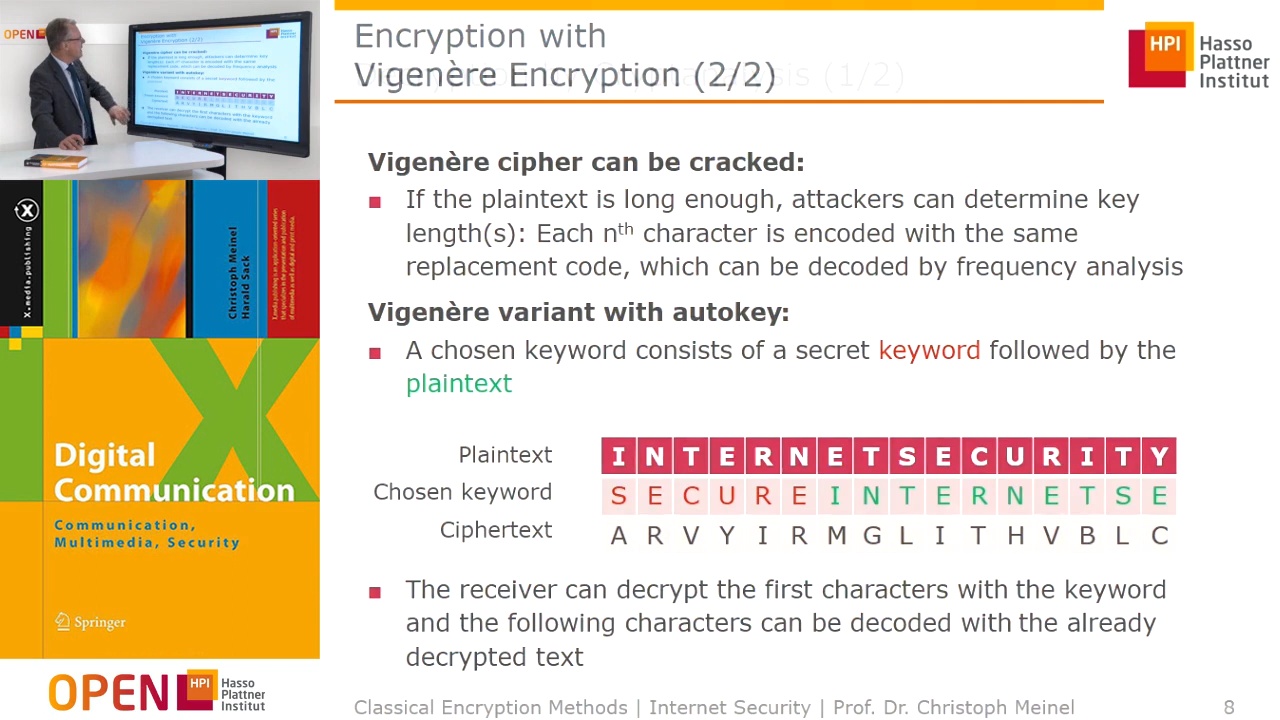 Encryption with
Vigenère Encryption (2/2)
HPI Hasso
Plattner
Institut
Vigenère cipher can be cracked:
■ If the plaintext is long enough, attackers can determine key
length(s): Each nth character is encoded with the same
replacement code, which can be decoded by frequency analysis
Vigenère variant with autokey:
■ A chosen keyword consists of a secret keyword followed by the
plaintext
Plaintext I N T E R N E T S E C U R I T Y
Chosen keyword S E C U R E I N T E R N E T S E
Ciphertext A R V Y I R M G L I T H V B L C
■ The receiver can decrypt the first characters with the keyword
and the following characters can be decoded with the already
decrypted text
Classical Encryption Methods | Internet Security | Prof. Dr. Christoph Meinel 8
OPEN
X.media.publishing
Christoph Meinel
Harald Sack
Digital
Communication
Communication,
Multimedia, Security
Springer
OPEN HPI Hasso
Plattner
Institut